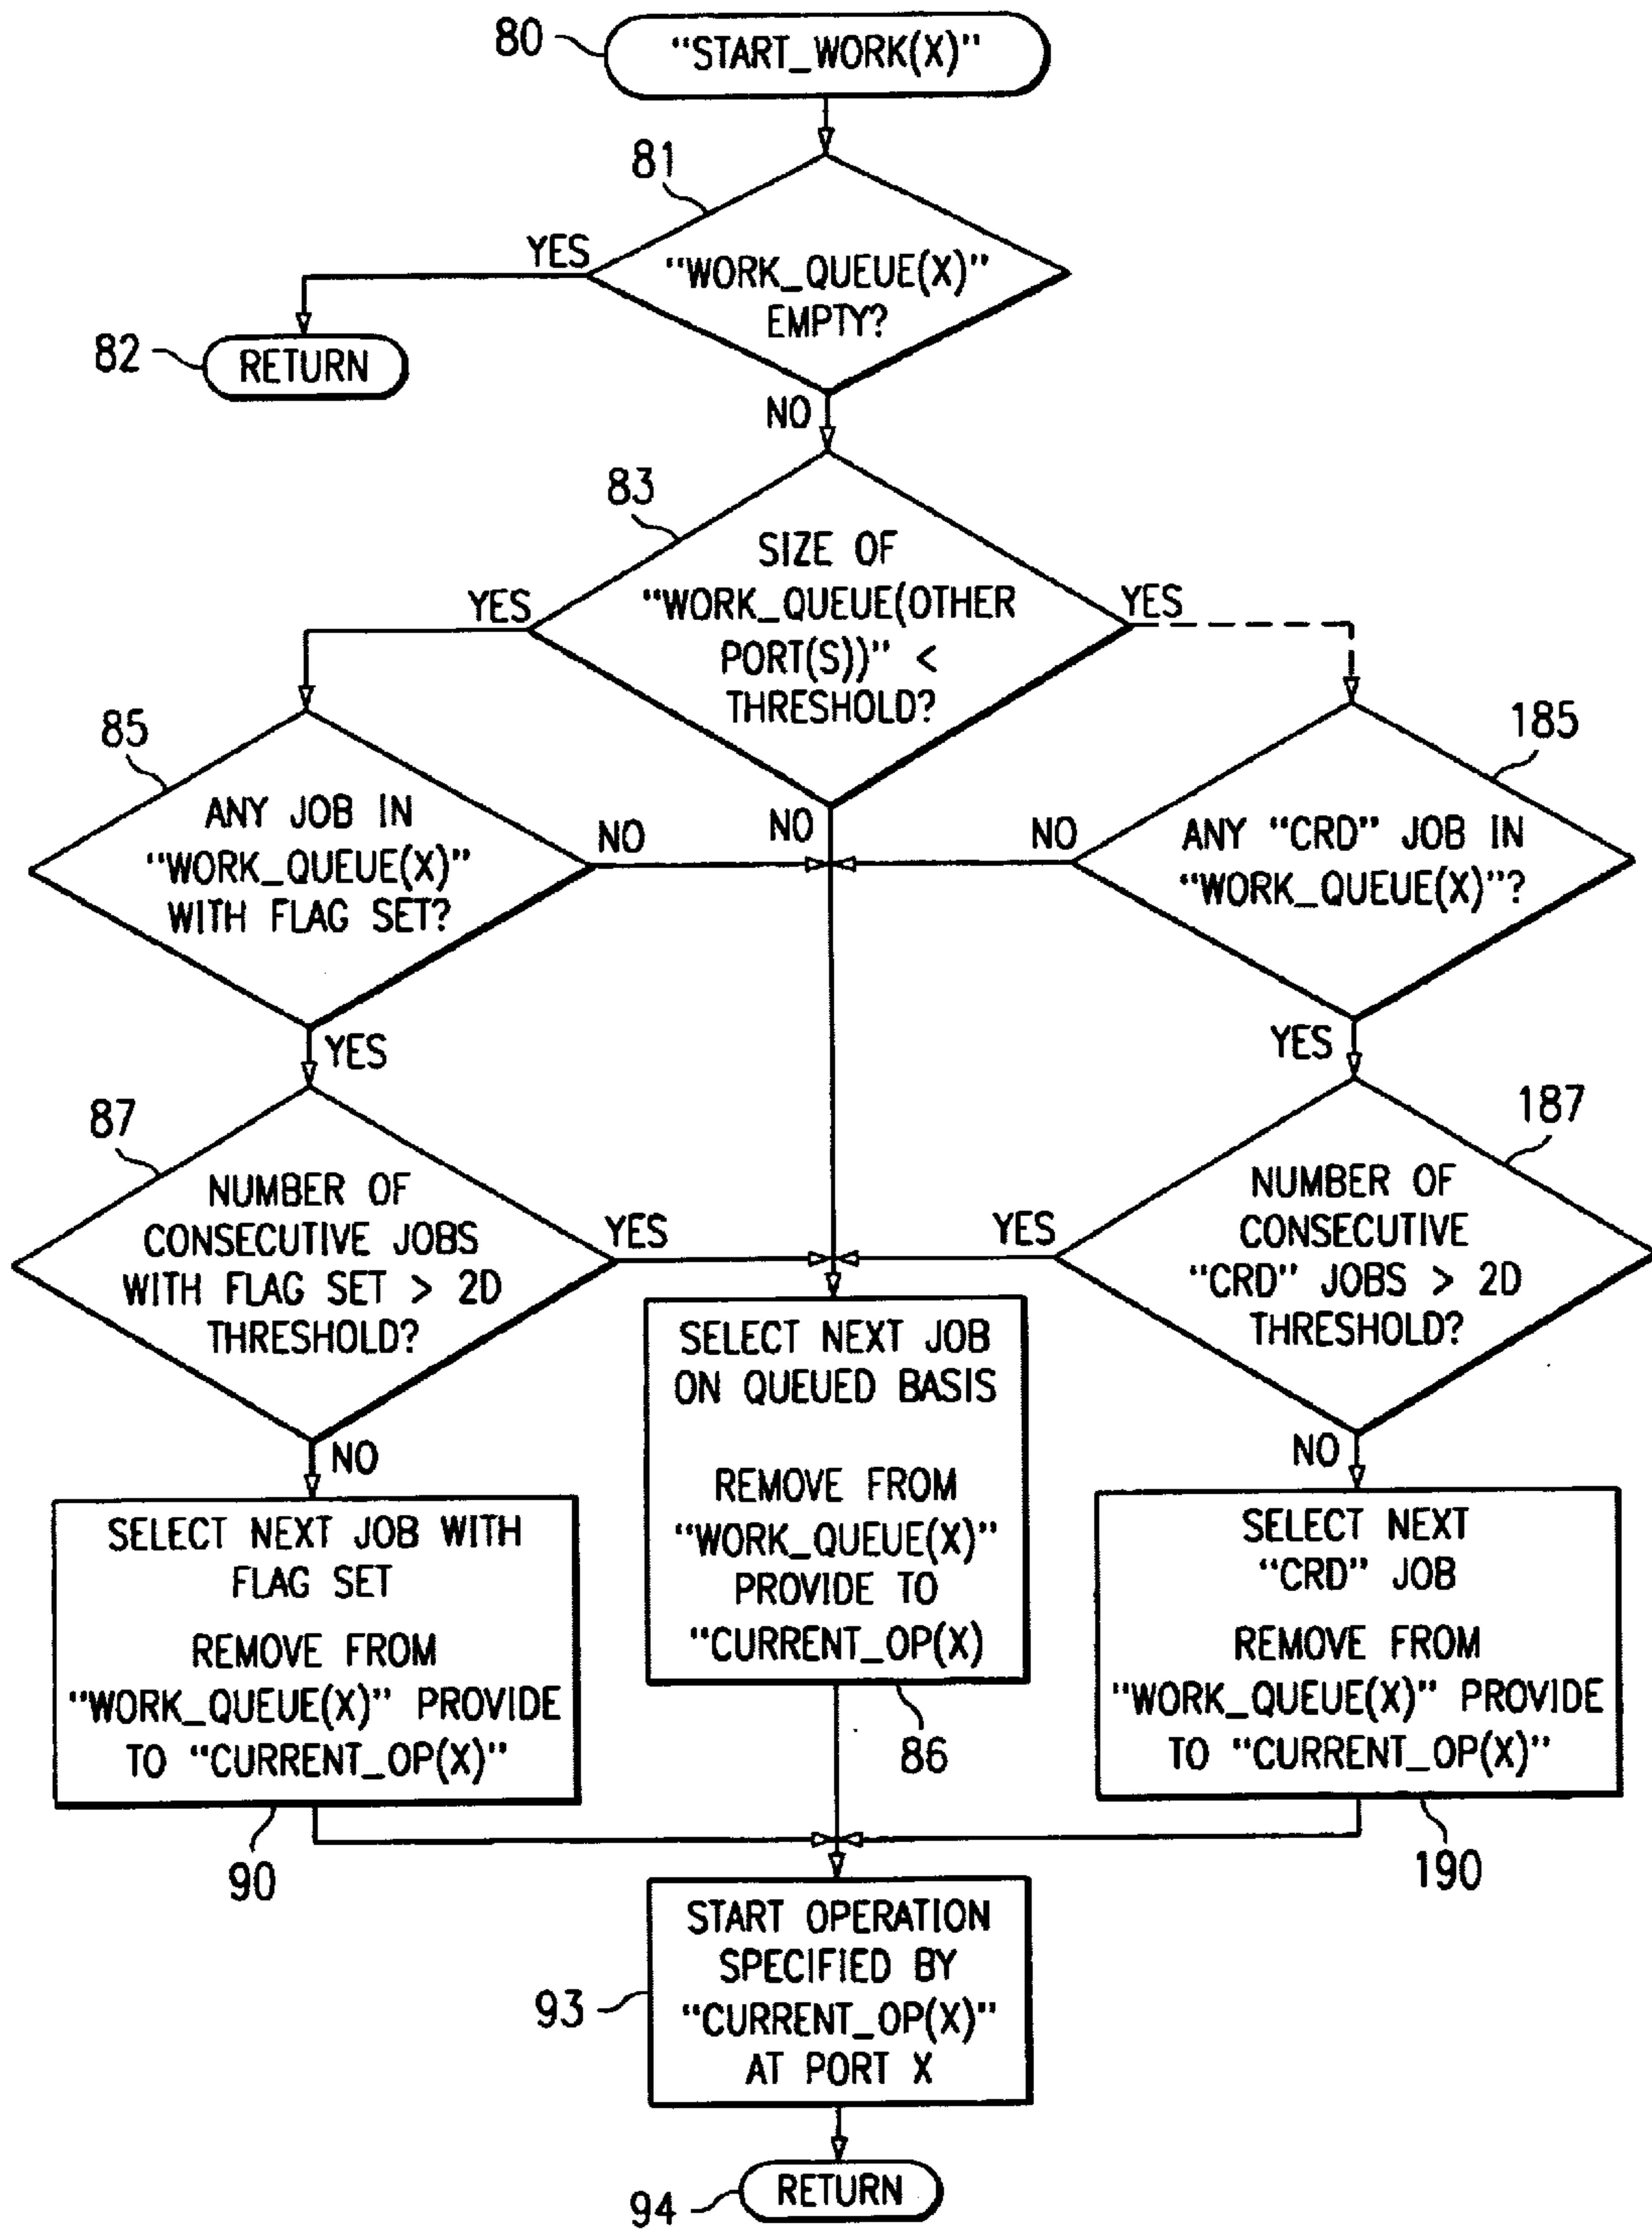 80
"START_WORK(X)"
81
YES
"WORK_QUEUE(X)"
EMPTY?
82
RETURN
NO
83
SIZE OF
"WORK_QUEUE(OTHER
PORT(S))" <
THRESHOLD?
YES
YES
85
ANY JOB IN
"WORK_QUEUE(X)"
WITH FLAG SET?
NO
NO
NO
185
ANY "CRD" JOB IN
"WORK_QUEUE(X)"?
YES
YES
87
NUMBER OF
CONSECUTIVE JOBS
WITH FLAG SET > 2D
THRESHOLD?
YES
YES
187
NUMBER OF
CONSECUTIVE
"CRD" JOBS > 2D
THRESHOLD?
NO
NO
SELECT NEXT JOB WITH
FLAG SET
REMOVE FROM
"WORK_QUEUE(X)" PROVIDE
TO "CURRENT_OP(X)"
90
SELECT NEXT JOB
ON QUEUED BASIS
REMOVE FROM
"WORK_QUEUE(X)"
PROVIDE TO
"CURRENT_OP(X)
86
SELECT NEXT
"CRD" JOB
REMOVE FROM
"WORK_QUEUE(X)" PROVIDE
TO "CURRENT_OP(X)"
190
93
START OPERATION
SPECIFIED BY
"CURRENT_OP(X)"
AT PORT X
94
RETURN